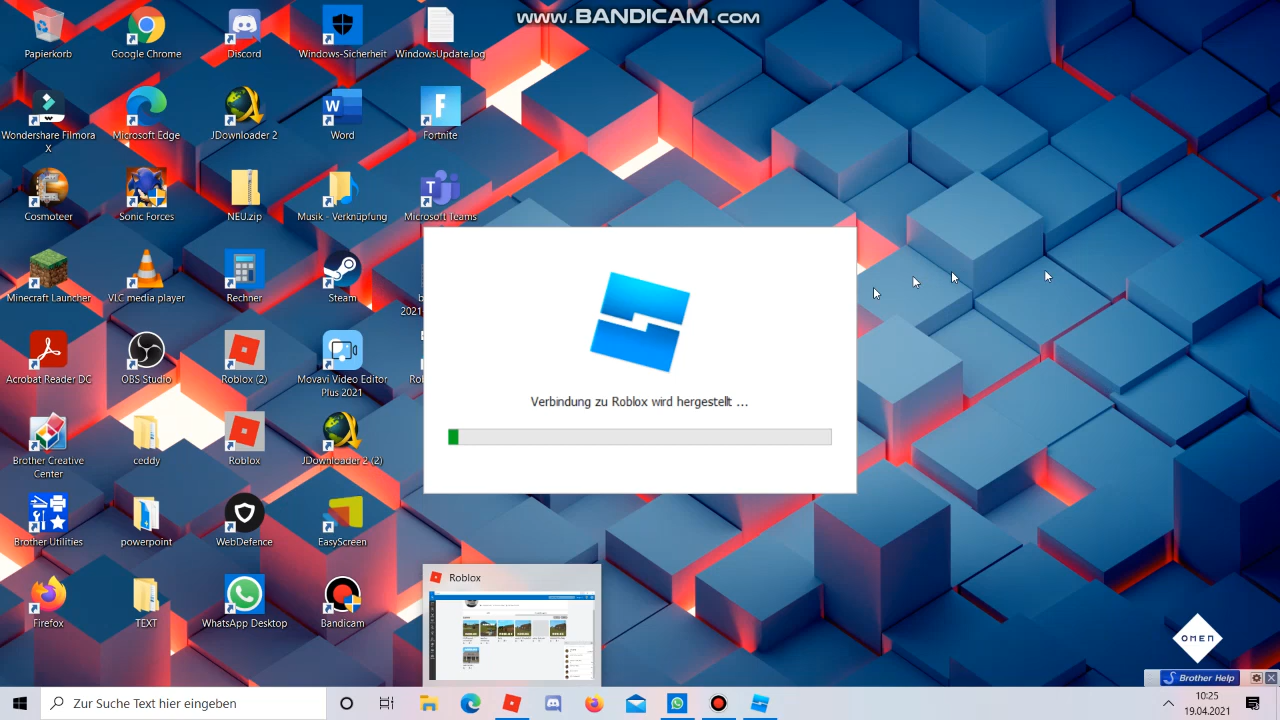 www.BANDICAM.com
Papierkorb
Google Chrome
Discord
Windows-Sicherheit
WindowsUpdate.log
Wondershare Filmora
X
Microsoft Edge
JDownloader 2
Word
Fortnite
Cosmoteer
Sonic Forces
NEU.zip
Musik - Verknüpfung
Microsoft Teams
Minecraft Launcher
VLC media player
Rechner
Steam
2021
Acrobat Reader DC
OBS Studio
Roblox (2)
Movavi Video Editor
Plus 2021
Verbindung zu Roblox wird hergestellt ...
Brother Creative
Center
ceddy
Roblox
JDownloader 2 (2)
Brother Utilities
powerpoint
WebDefence
EasyScreen
Firefox
TEXT
WhatsApp Desktop
Bandicam
Roblox
OMEN
Brother Help
Zur Suche Text hier eingeben
10:25
19.04.2021